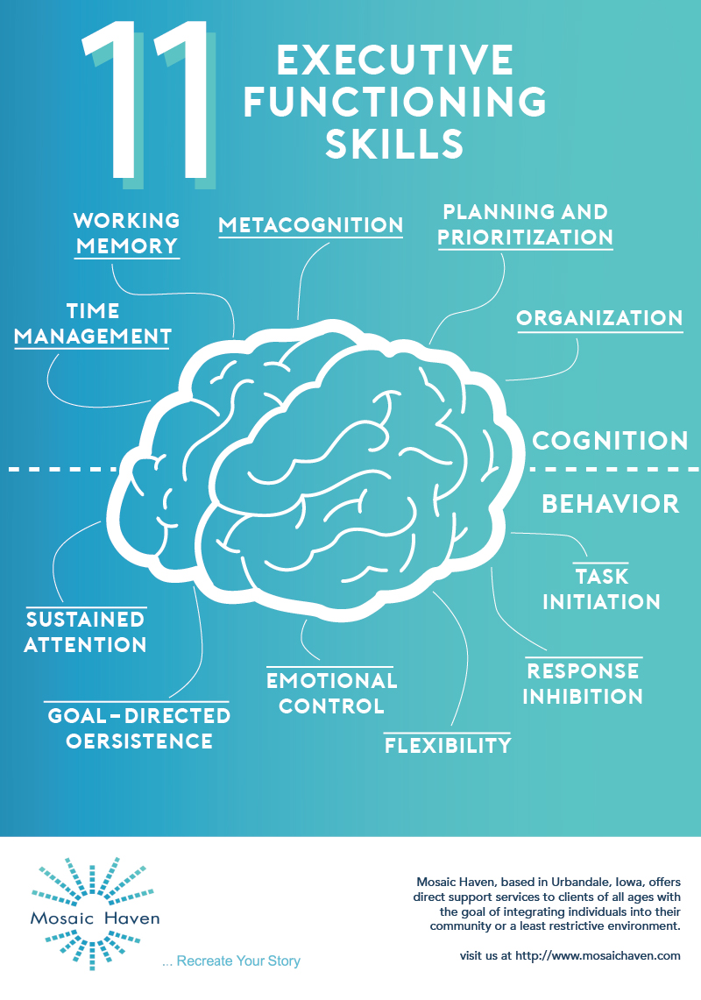 11
EXECUTIVE
FUNCTIONING
SKILLS
WORKING
MEMORY
METACOGNITION
PLANNING AND
PRIORITIZATION
TIME
MANAGEMENT
ORGANIZATION
COGNITION
BEHAVIOR
TASK
INITIATION
SUSTAINED
ATTENTION
RESPONSE
INHIBITION
EMOTIONAL
CONTROL
GOAL-DIRECTED
OERSISTENCE
FLEXIBILITY
Mosaic Haven
... Recreate Your Story
Mosaic Haven, based in Urbandale, Iowa, offers
direct support services to clients of all ages with
the goal of integrating individuals into their
community or a least restrictive environment.
visit us at http://www.mosaichaven.com